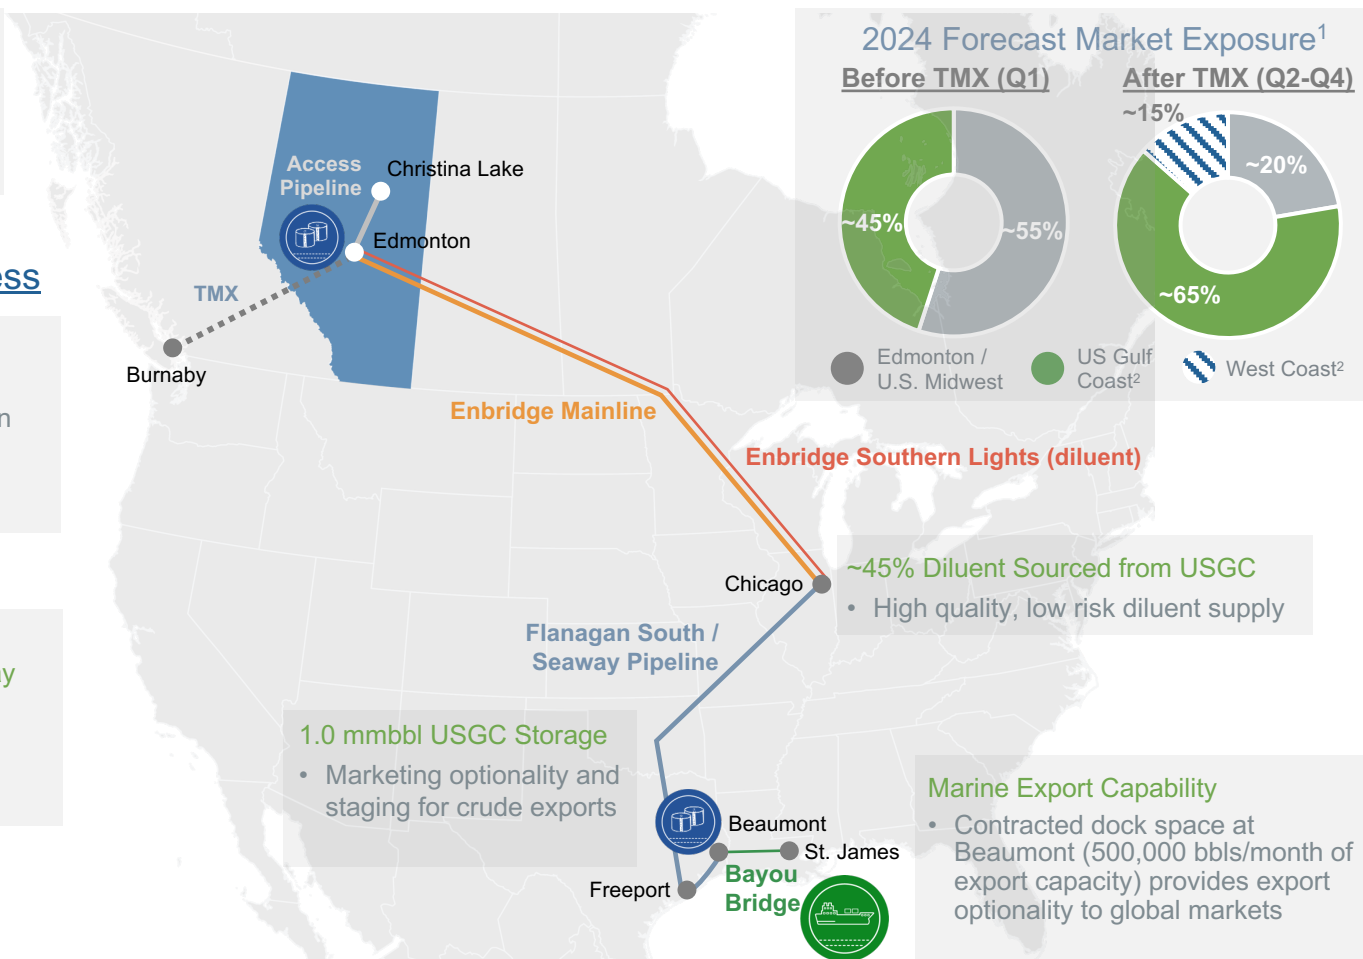 2024 Forecast Market Exposure1
Before TMX (Q1)
After TMX (Q2-Q4)
~15%
~20%
~45%
~55%
~65%
Edmonton /
U.S. Midwest
US Gulf
Coast2
West Coast2
Access
Pipeline
Christina Lake
Edmonton
TMX
Burnaby
ess
n
y
Enbridge Mainline
Enbridge Southern Lights (diluent)
Chicago
~45% Diluent Sourced from USGC
• High quality, low risk diluent supply
Flanagan South /
Seaway Pipeline
1.0 mmbbl USGC Storage
• Marketing optionality and
staging for crude exports
Beaumont
St. James
Bayou
Bridge
Freeport
Marine Export Capability
• Contracted dock space at
Beaumont (500,000 bbls/month of
export capacity) provides export
optionality to global markets